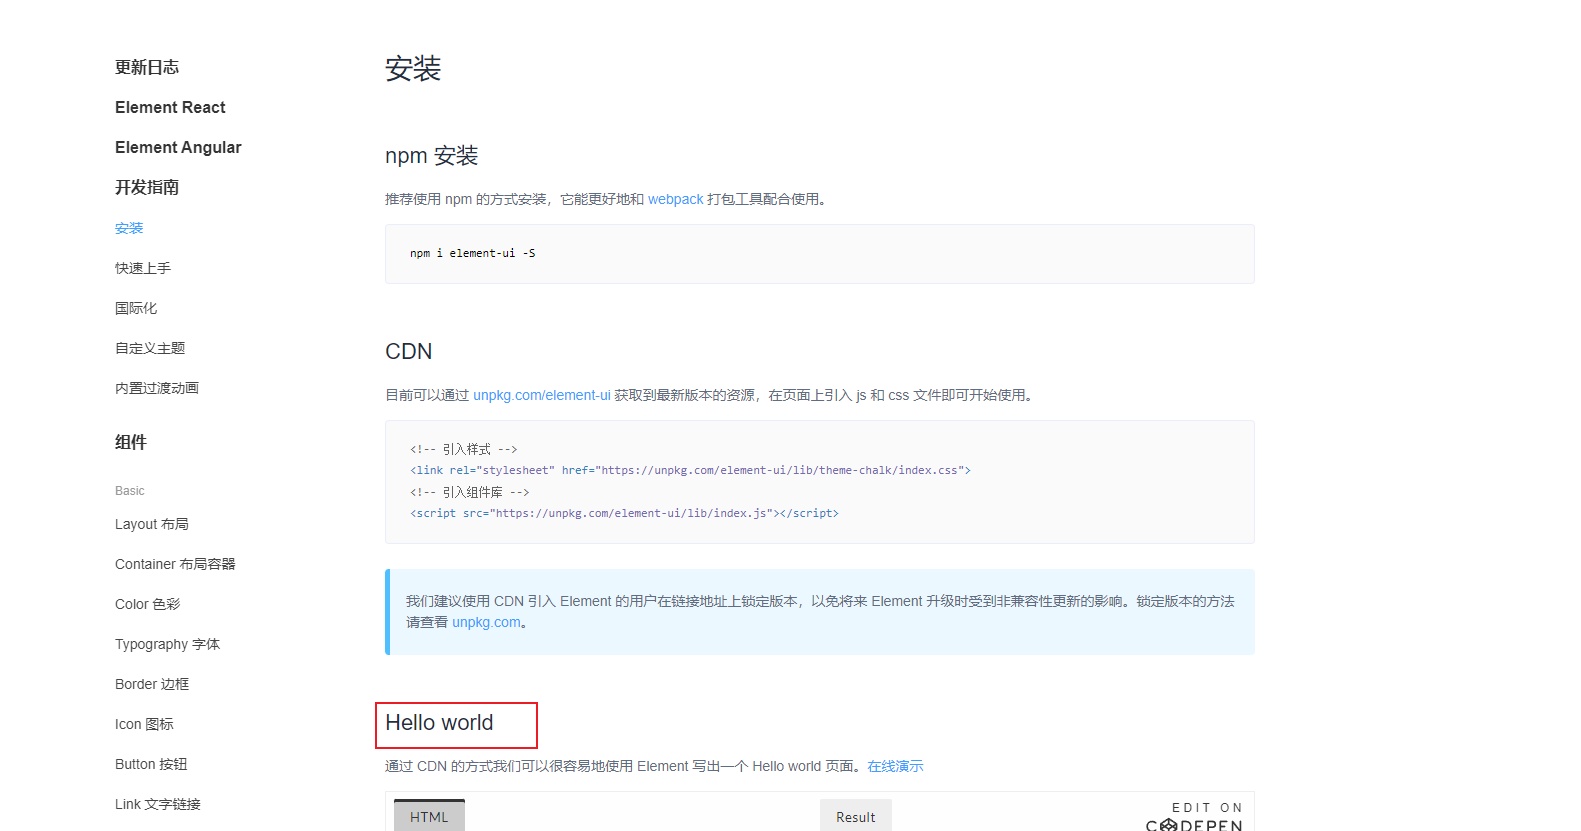 更新日志
Element React
Element Angular
开发指南
安装
快速上手
国际化
自定义主题
内置过渡动画
组件
Basic
Layout 布局
Container 布局容器
Color 色彩
Typography 字体
Border 边框
Icon 图标
Button 按钮
Link 文字链接
安装
npm 安装
推荐使用 npm 的方式安装，它能更好地和 webpack 打包工具配合使用。
npm i element-ui -S
CDN
目前可以通过 unpkg.com/element-ui 获取到最新版本的资源，在页面上引入 js 和 css 文件即可开始使用。
<!-- 引入样式 -->
<link rel="stylesheet" href="https://unpkg.com/element-ui/lib/theme-chalk/index.css">
<!-- 引入组件库 -->
<script src="https://unpkg.com/element-ui/lib/index.js"></script>
我们建议使用 CDN 引入 Element 的用户在链接地址上锁定版本，以免将来 Element 升级时受到非兼容性更新的影响。锁定版本的方法
请查看 unpkg.com。
Hello world
通过 CDN 的方式我们可以很容易地使用 Element 写出一个 Hello world 页面。在线演示
HTML
Result
EDIT ON
CODEPEN